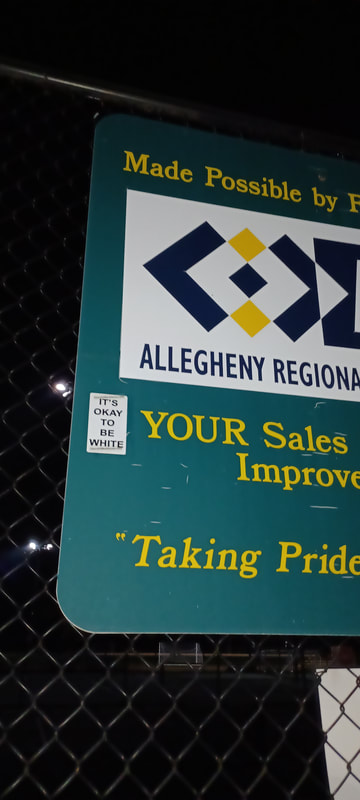 Made Possible by
ALLEGHENY REGIONA
IT'S
OKAY
TO
BE
WHITE
YOUR Sales
Improve
"Taking Pride